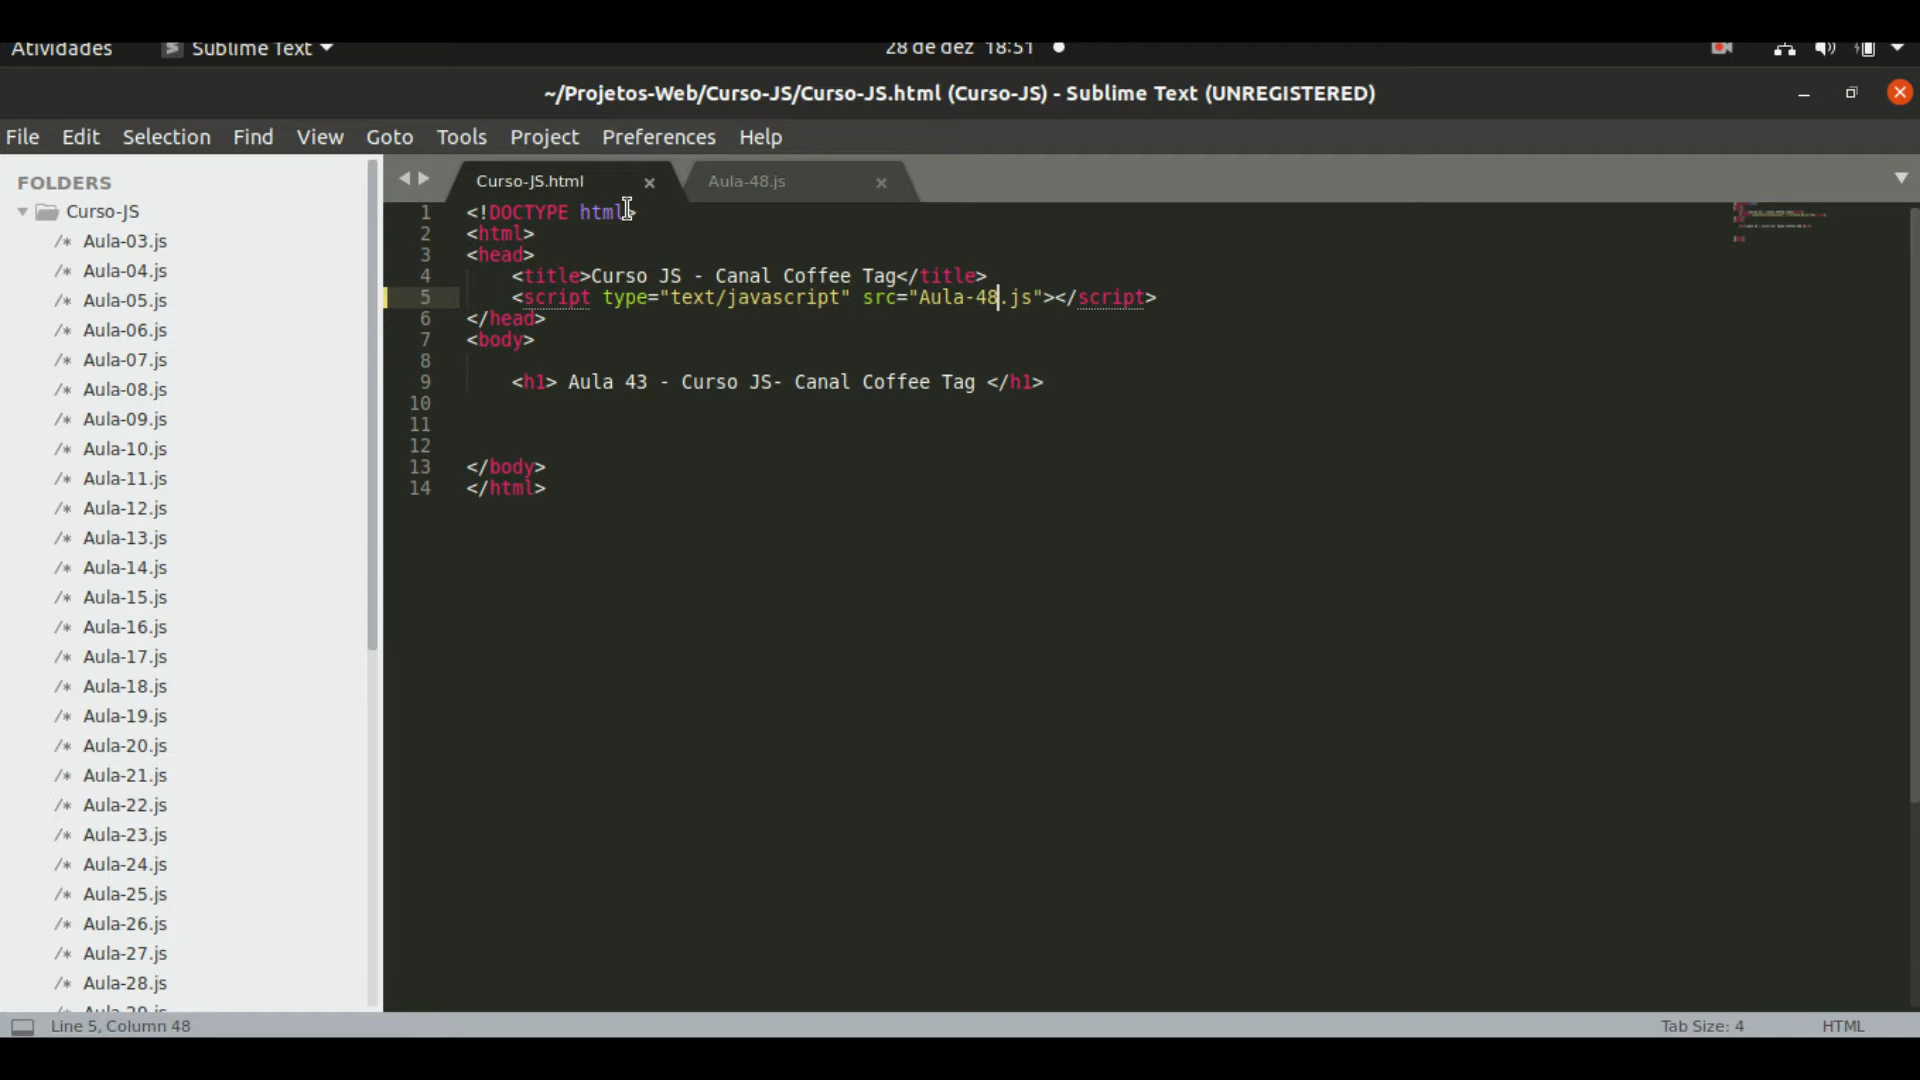 Atividades
Sublime Text
28 de dez 18:51
~/Projetos-Web/Curso-JS/Curso-JS.html (Curso-JS) - Sublime Text (UNREGISTERED)
File Edit Selection Find View Goto Tools Project Preferences Help
FOLDERS
Curso-JS
/* Aula-03.js
/* Aula-04.js
/* Aula-05.js
/* Aula-06.js
/* Aula-07.js
/* Aula-08.js
/* Aula-09.js
/* Aula-10.js
/* Aula-11.js
/* Aula-12.js
/* Aula-13.js
/* Aula-14.js
/* Aula-15.js
/* Aula-16.js
/* Aula-17.js
/* Aula-18.js
/* Aula-19.js
/* Aula-20.js
/* Aula-21.js
/* Aula-22.js
/* Aula-23.js
/* Aula-24.js
/* Aula-25.js
/* Aula-26.js
/* Aula-27.js
/* Aula-28.js
Curso-JS.html
Aula-48.js
1 <!DOCTYPE html>
2 <html>
3 <head>
4 <title>Curso JS - Canal Coffee Tag</title>
5 <script type="text/javascript" src="Aula-48.js"></script>
6 </head>
7 <body>
8
9 <h1> Aula 43 - Curso JS- Canal Coffee Tag </h1>
10
11
12
13 </body>
14 </html>
Line 5, Column 48
Tab Size: 4
HTML